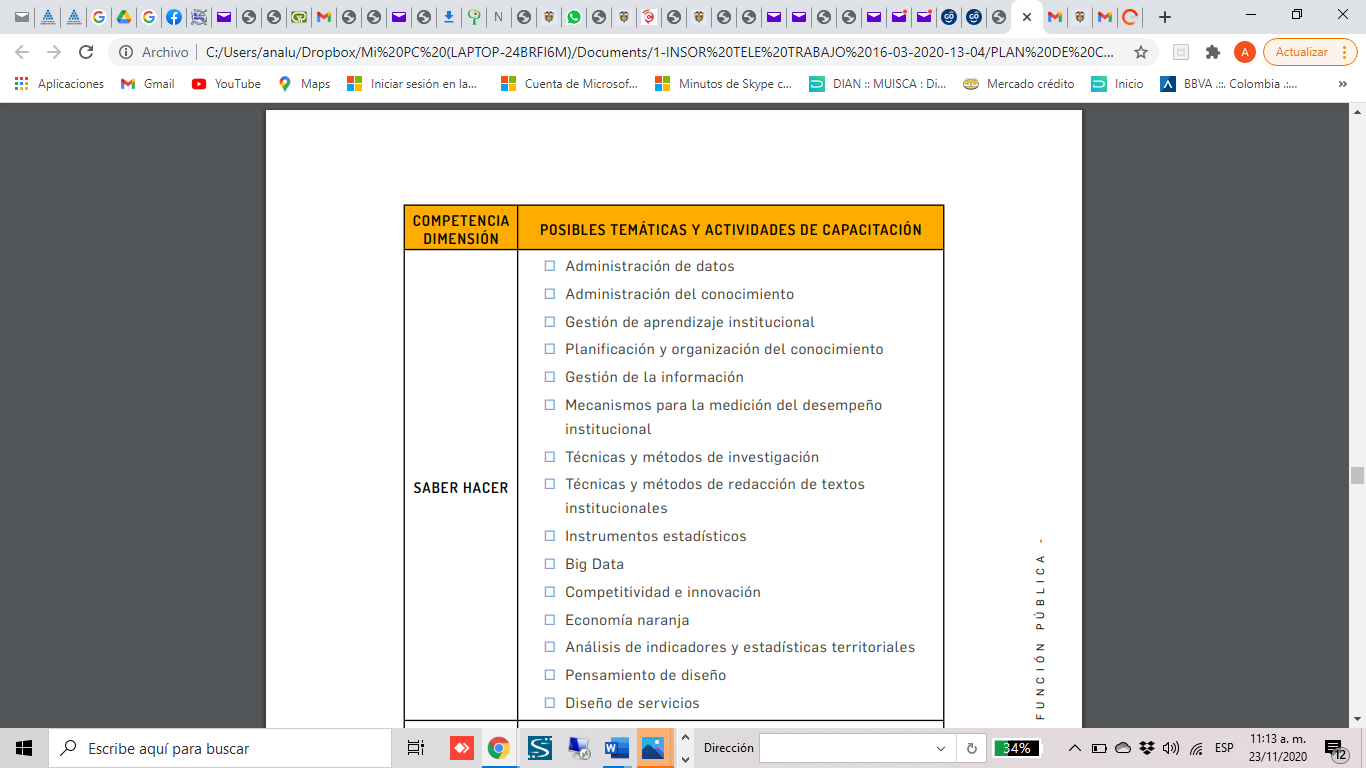 Archivo
C:/Users/analu/Dropbox/Mi%20PC%20(LAPTOP-24BRFI6M)/Documents/1-INSOR%20TELE%20TRABAJO%2016-03-2020-13-04/PLAN%20DE%20C...
A
Actualizar
Aplicaciones
Gmail
YouTube
Maps
Iniciar sesión en la...
Cuenta de Microsof...
Minutos de Skype c...
DIAN :: MUISCA : Di...
Mercado crédito
Inicio
BBVA .::. Colombia .:...
»
COMPETENCIA
DIMENSIÓN
POSIBLES TEMÁTICAS Y ACTIVIDADES DE CAPACITACIÓN
SABER HACER
Administración de datos
Administración del conocimiento
Gestión de aprendizaje institucional
Planificación y organización del conocimiento
Gestión de la información
Mecanismos para la medición del desempeño
institucional
Técnicas y métodos de investigación
Técnicas y métodos de redacción de textos
institucionales
Instrumentos estadísticos
Big Data
Competitividad e innovación
Economía naranja
Análisis de indicadores y estadísticas territoriales
Pensamiento de diseño
Diseño de servicios
FUNCIÓN PÚBLICA -
Escribe aquí para buscar
Dirección
34%
ESP
11:13 a. m.
23/11/2020
12